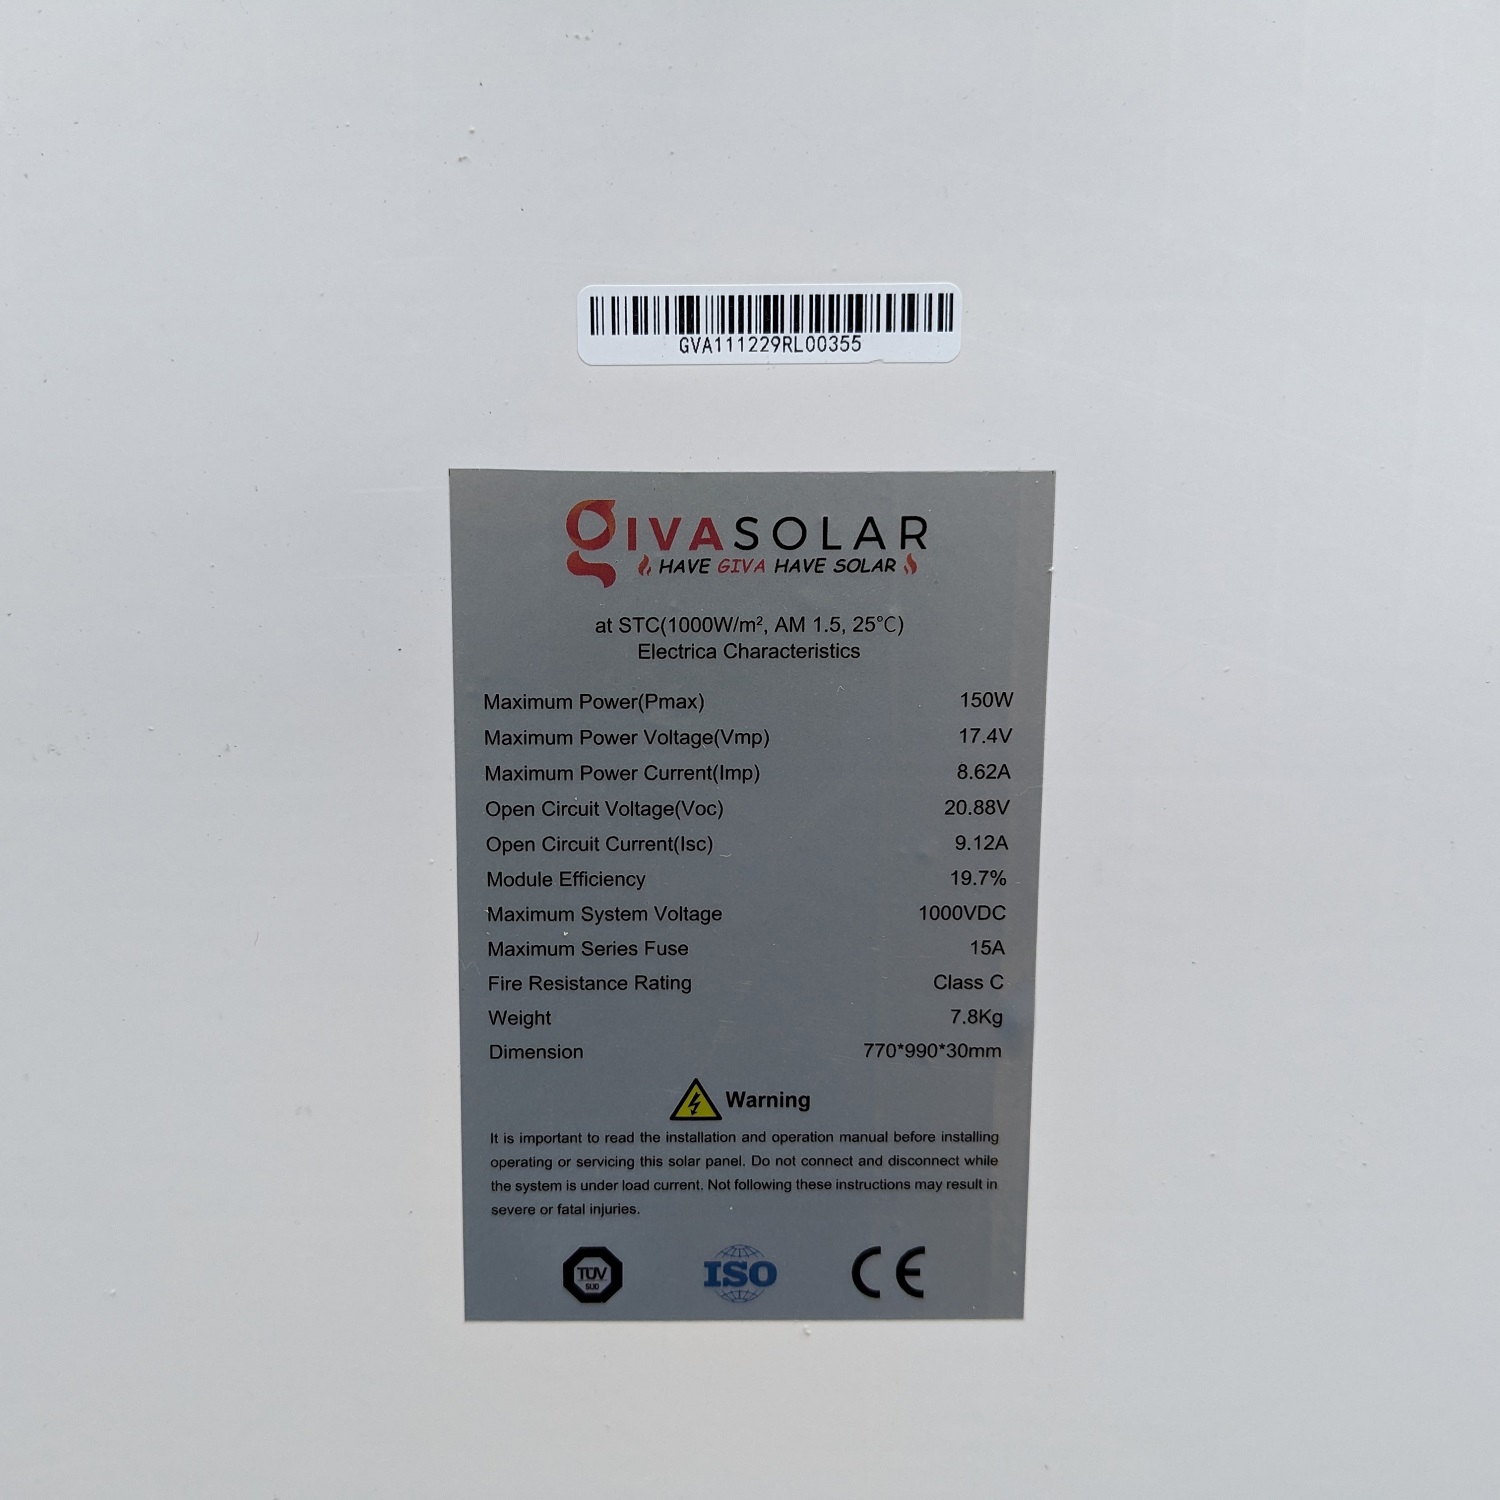 GVA111229RL00355
GIVASOLAR
HAVE GIVA HAVE SOLAR
at STC(1000W/m², AM 1.5, 25℃)
Electrica Characteristics
Maximum Power(Pmax) 150W
Maximum Power Voltage(Vmp) 17.4V
Maximum Power Current(Imp) 8.62A
Open Circuit Voltage(Voc) 20.88V
Open Circuit Current(Isc) 9.12A
Module Efficiency 19.7%
Maximum System Voltage 1000VDC
Maximum Series Fuse 15A
Fire Resistance Rating Class C
Weight 7.8Kg
Dimension 770*990*30mm
Warning
It is important to read the installation and operation manual before installing
operating or servicing this solar panel. Do not connect and disconnect while
the system is under load current. Not following these instructions may result in
severe or fatal injuries.
TÜV SÜD ISO CE